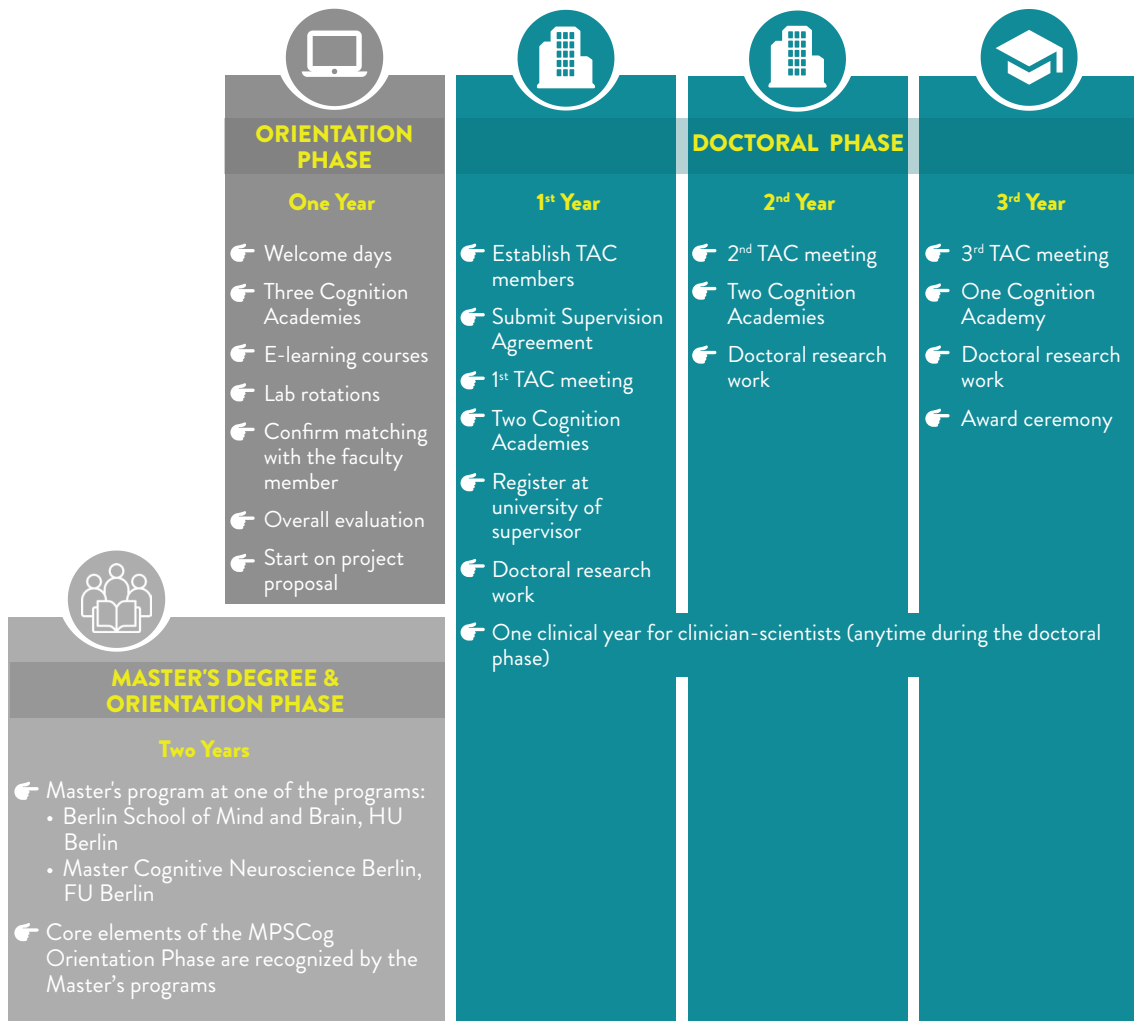 ORIENTATION
PHASE
One Year
Welcome days
Three Cognition
Academies
E-learning courses
Lab rotations
Confirm matching
with the faculty
member
Overall evaluation
Start on project
proposal
MASTER'S DEGREE &
ORIENTATION PHASE
Two Years
Master's program at one of the programs:
• Berlin School of Mind and Brain, HU
Berlin
• Master Cognitive Neuroscience Berlin,
FU Berlin
Core elements of the MPSCog
Orientation Phase are recognized by the
Master's programs
DOCTORAL PHASE
1st Year
Establish TAC
members
Submit Supervision
Agreement
1st TAC meeting
Two Cognition
Academies
Register at
university of
supervisor
Doctoral research
work
2nd Year
2nd TAC meeting
Two Cognition
Academies
Doctoral research
work
3rd Year
3rd TAC meeting
One Cognition
Academy
Doctoral research
work
Award ceremony
One clinical year for clinician-scientists (anytime during the doctoral
phase)